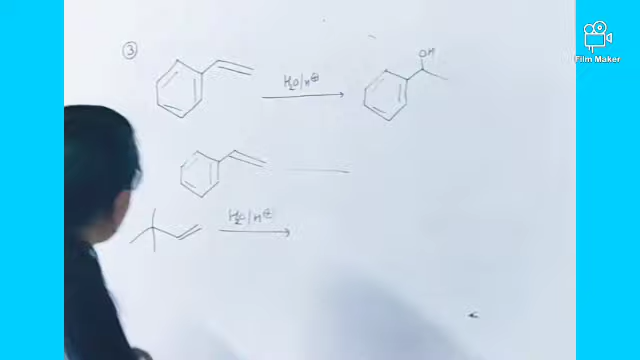 Film Maker
③
H2O/H⊕
OH
H2O/H⊕